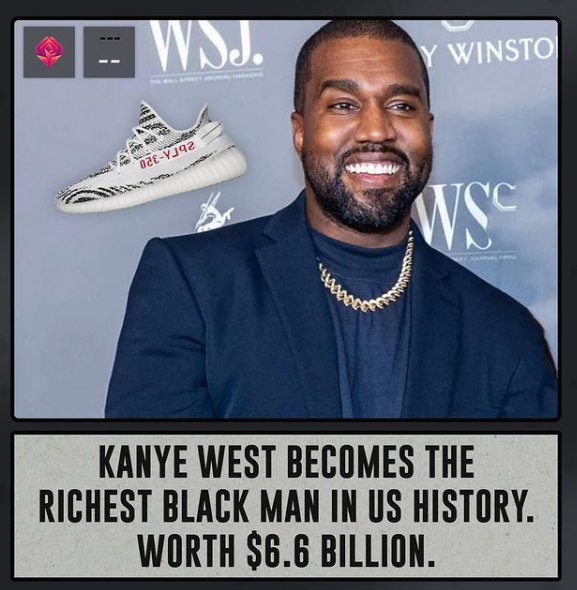 WSJ.
THE WALL STREET JOURNAL MAGAZINE
Y WINSTO
SPLY-350
WS
KANYE WEST BECOMES THE
RICHEST BLACK MAN IN US HISTORY.
WORTH $6.6 BILLION.